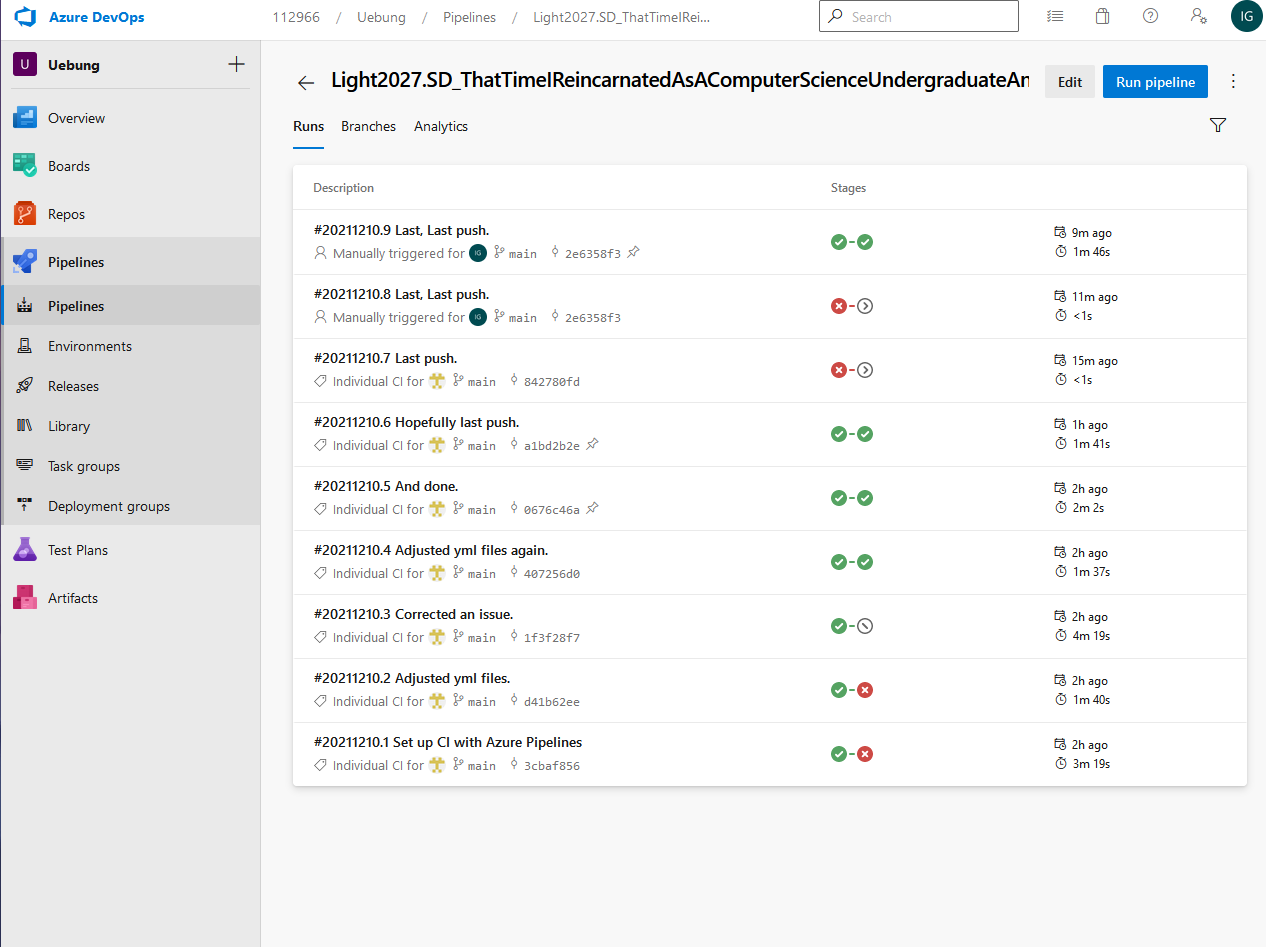 Azure DevOps
112966 / Uebung / Pipelines / Light2027.SD_ThatTimeIRei...
Search
IG
U Uebung
Overview
Boards
Repos
Pipelines
Pipelines
Environments
Releases
Library
Task groups
Deployment groups
Test Plans
Artifacts
Light2027.SD_ThatTimeIReincarnatedAsAComputerScienceUndergraduateAn
Edit
Run pipeline
Runs Branches Analytics
Description Stages
#20211210.9 Last, Last push.
Manually triggered for IG main 2e6358f3
9m ago
1m 46s
#20211210.8 Last, Last push.
Manually triggered for IG main 2e6358f3
11m ago
<1s
#20211210.7 Last push.
Individual CI for main 842780fd
15m ago
<1s
#20211210.6 Hopefully last push.
Individual CI for main a1bd2b2e
1h ago
1m 41s
#20211210.5 And done.
Individual CI for main 0676c46a
2h ago
2m 2s
#20211210.4 Adjusted yml files again.
Individual CI for main 407256d0
2h ago
1m 37s
#20211210.3 Corrected an issue.
Individual CI for main 1f3f28f7
2h ago
4m 19s
#20211210.2 Adjusted yml files.
Individual CI for main d41b62ee
2h ago
1m 40s
#20211210.1 Set up CI with Azure Pipelines
Individual CI for main 3cbaf856
2h ago
3m 19s